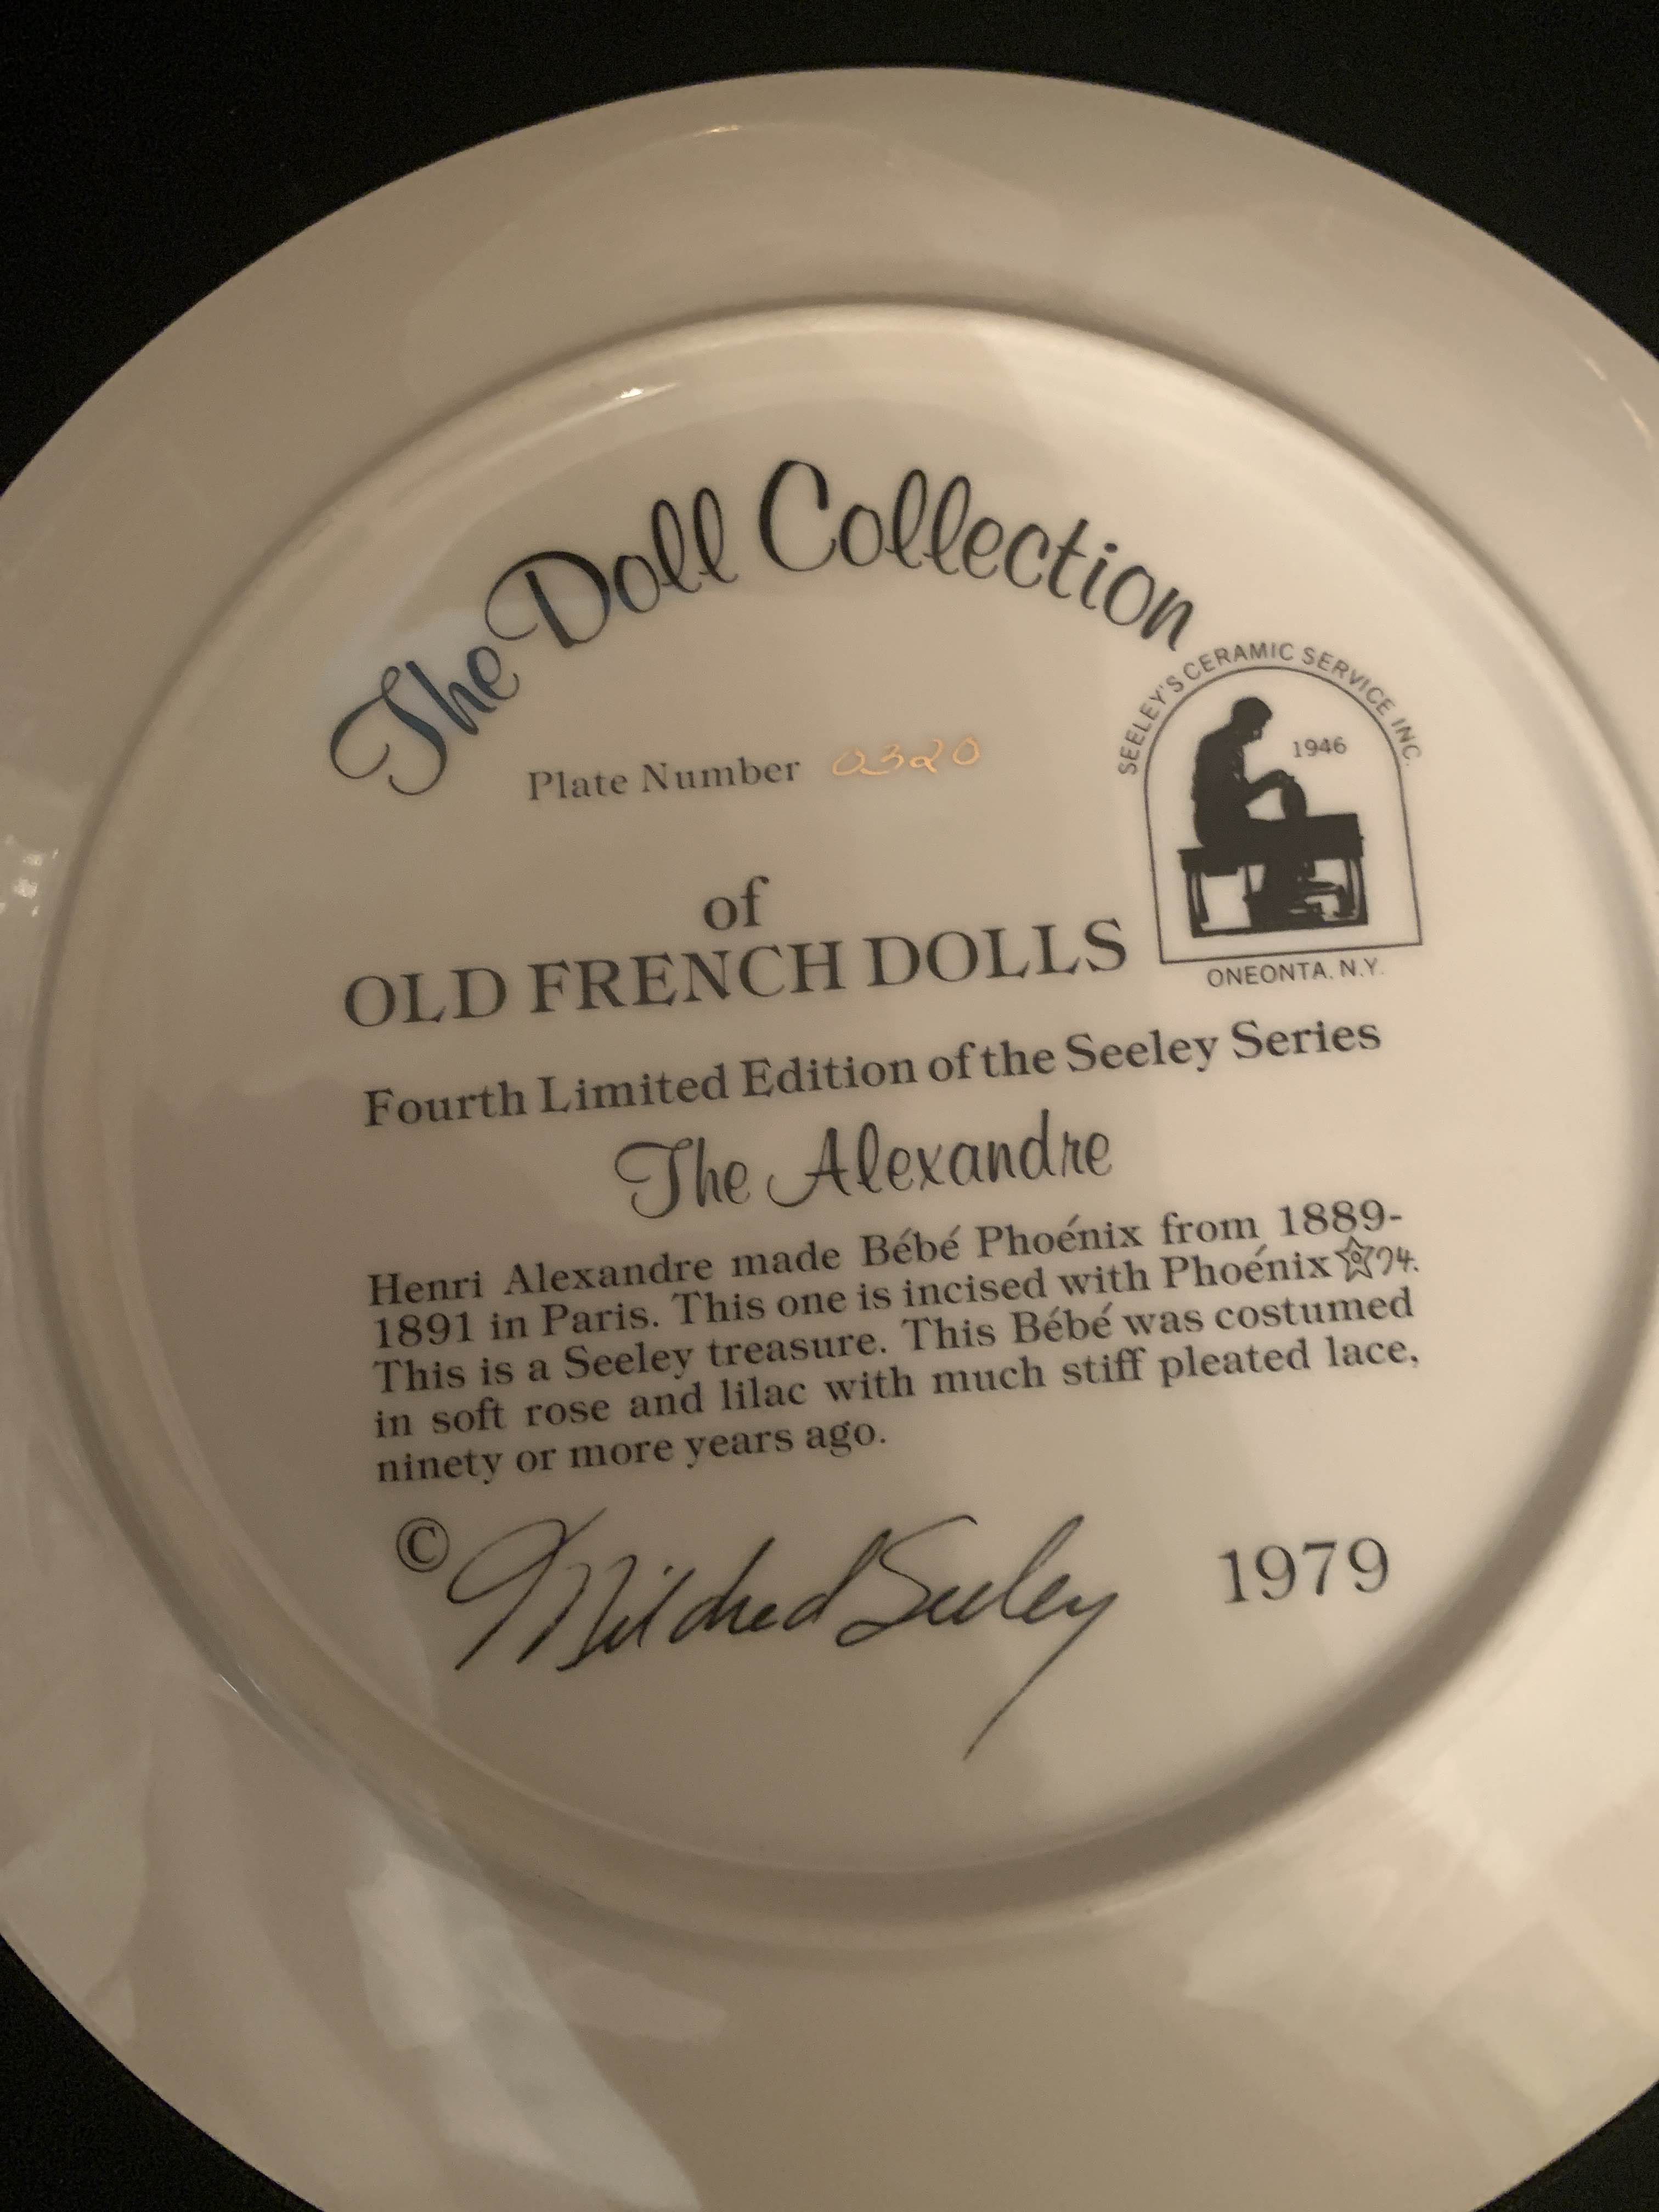 The Doll Collection
Plate Number 0320
SEELEY'S CERAMIC SERVICE INC.
1946
ONEONTA, N.Y.
of
OLD FRENCH DOLLS
Fourth Limited Edition of the Seeley Series
The Alexandre
Henri Alexandre made Bébé Phoénix from 1889-
1891 in Paris. This one is incised with Phoénix ☆94.
This is a Seeley treasure. This Bébé was costumed
in soft rose and lilac with much stiff pleated lace,
ninety or more years ago.
© Mildred Seeley 1979